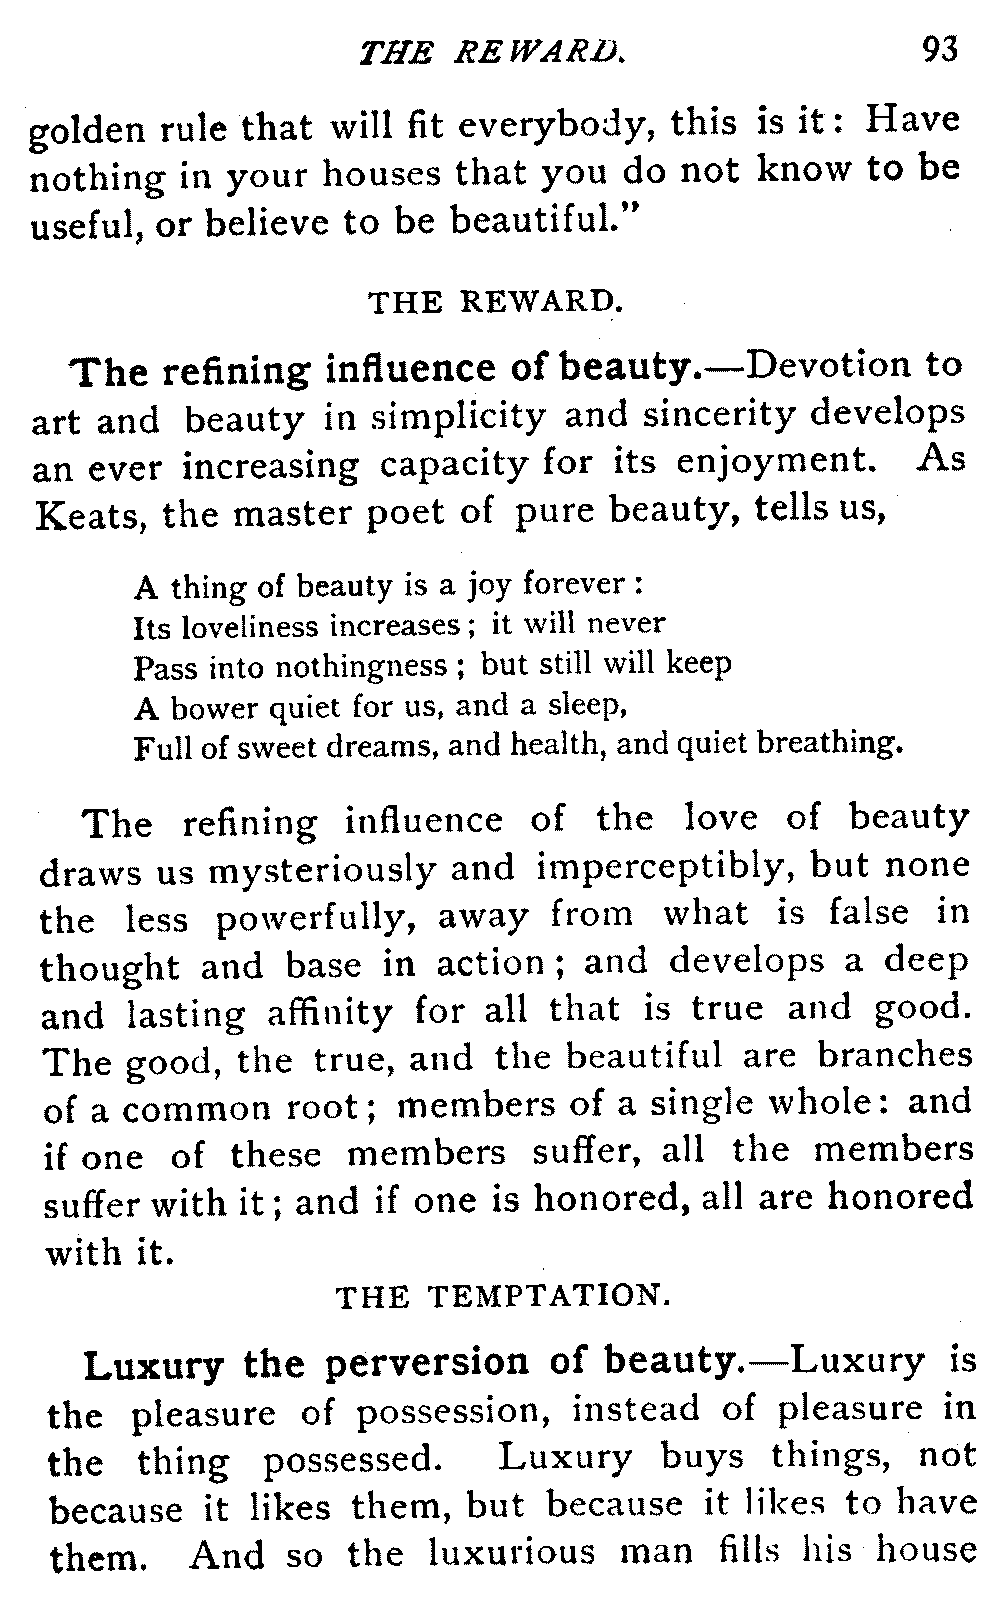 THE REWARD. 93
golden rule that will fit everybody, this is it: Have
nothing in your houses that you do not know to be
useful, or believe to be beautiful."
THE REWARD.
The refining influence of beauty.—Devotion to
art and beauty in simplicity and sincerity develops
an ever increasing capacity for its enjoyment. As
Keats, the master poet of pure beauty, tells us,
A thing of beauty is a joy forever :
Its loveliness increases ; it will never
Pass into nothingness ; but still will keep
A bower quiet for us, and a sleep,
Full of sweet dreams, and health, and quiet breathing.
The refining influence of the love of beauty
draws us mysteriously and imperceptibly, but none
the less powerfully, away from what is false in
thought and base in action ; and develops a deep
and lasting affinity for all that is true and good.
The good, the true, and the beautiful are branches
of a common root ; members of a single whole: and
if one of these members suffer, all the members
suffer with it ; and if one is honored, all are honored
with it.
THE TEMPTATION.
Luxury the perversion of beauty.—Luxury is
the pleasure of possession, instead of pleasure in
the thing possessed. Luxury buys things, not
because it likes them, but because it likes to have
them. And so the luxurious man fills his house